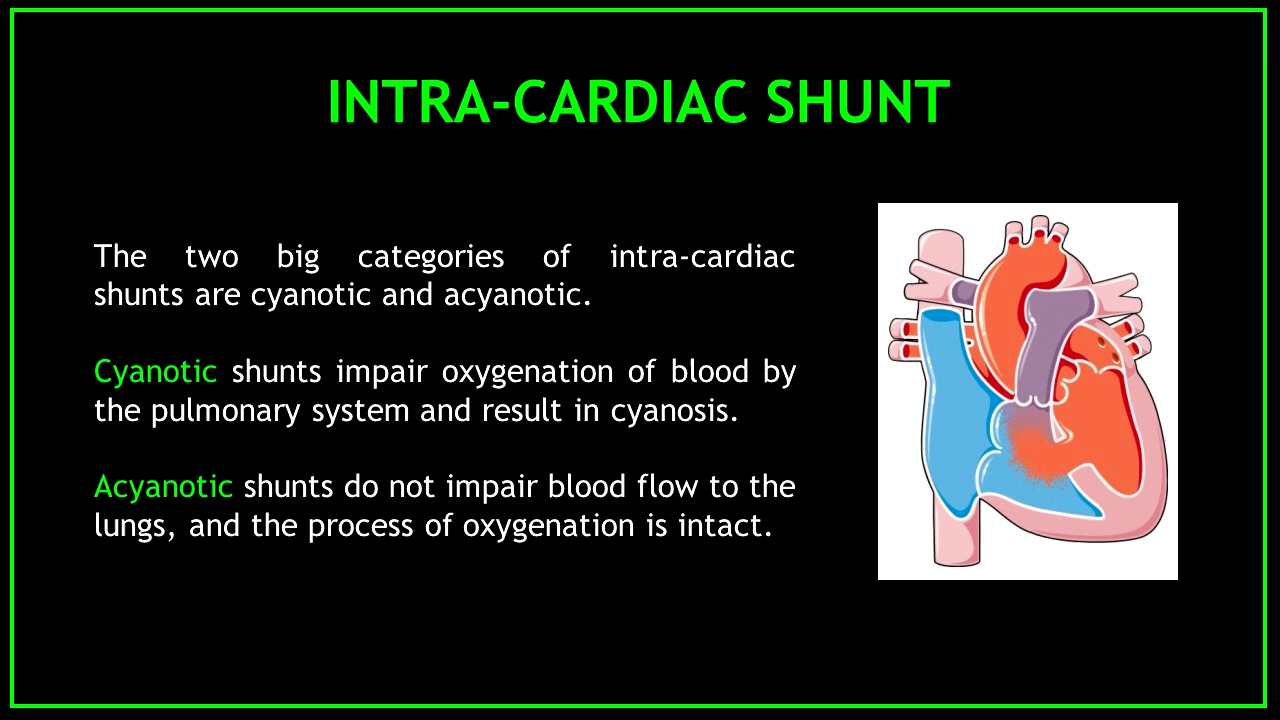 INTRA-CARDIAC SHUNT
The two big categories of intra-cardiac
shunts are cyanotic and acyanotic.
Cyanotic shunts impair oxygenation of blood by
the pulmonary system and result in cyanosis.
Acyanotic shunts do not impair blood flow to the
lungs, and the process of oxygenation is intact.